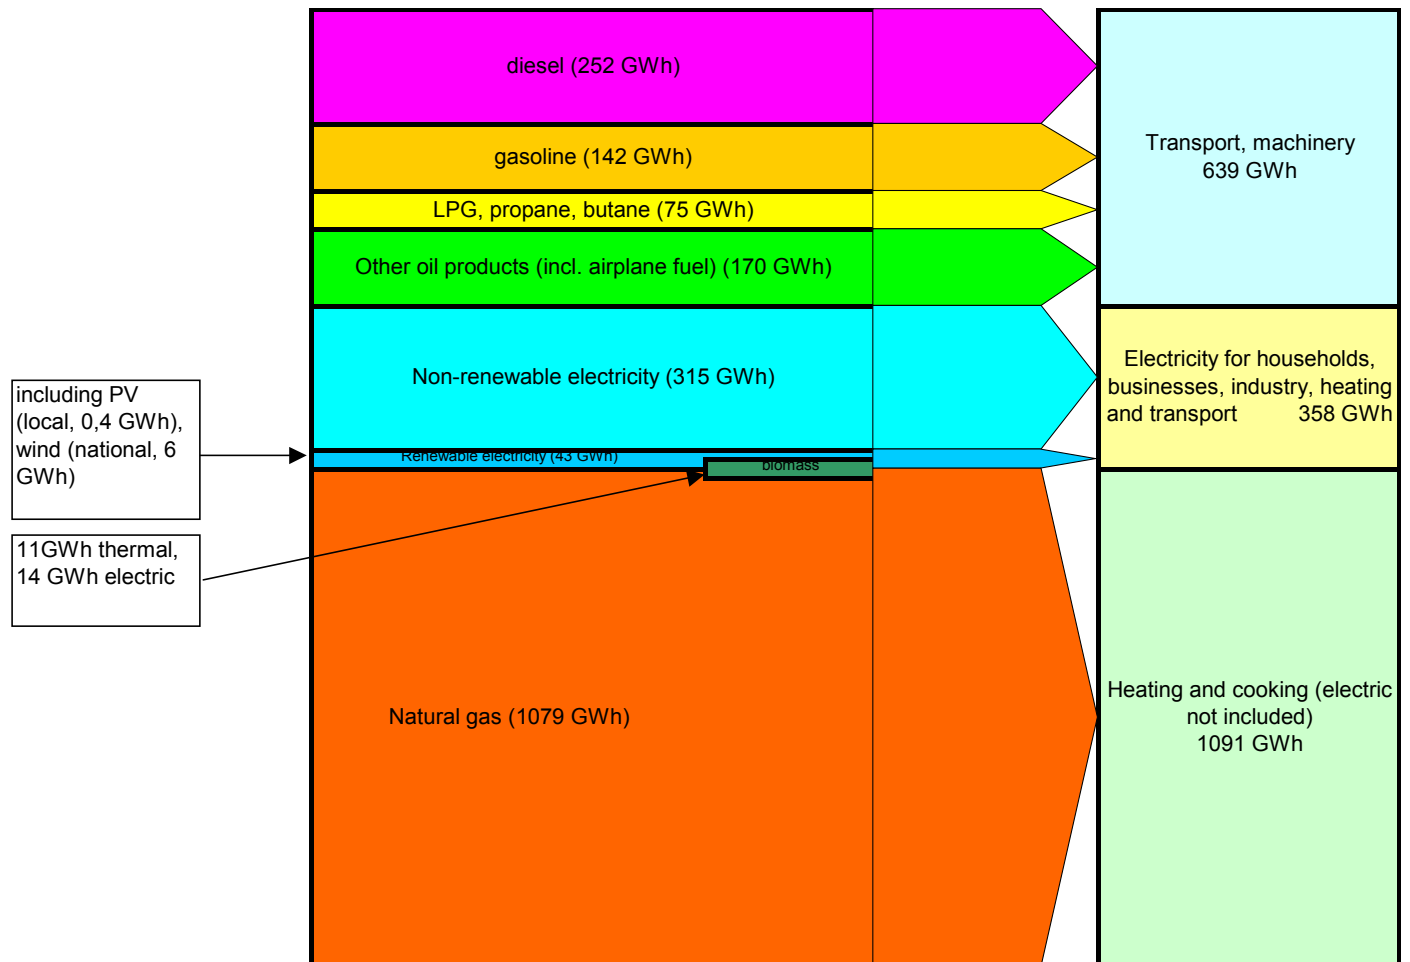 diesel (252 GWh)
gasoline (142 GWh)
LPG, propane, butane (75 GWh)
Other oil products (incl. airplane fuel) (170 GWh)
Non-renewable electricity (315 GWh)
Renewable electricity (43 GWh)
biomass
Natural gas (1079 GWh)
including PV
(local, 0,4 GWh),
wind (national, 6
GWh)
11GWh thermal,
14 GWh electric
Transport, machinery
639 GWh
Electricity for households,
businesses, industry, heating
and transport 358 GWh
Heating and cooking (electric
not included)
1091 GWh